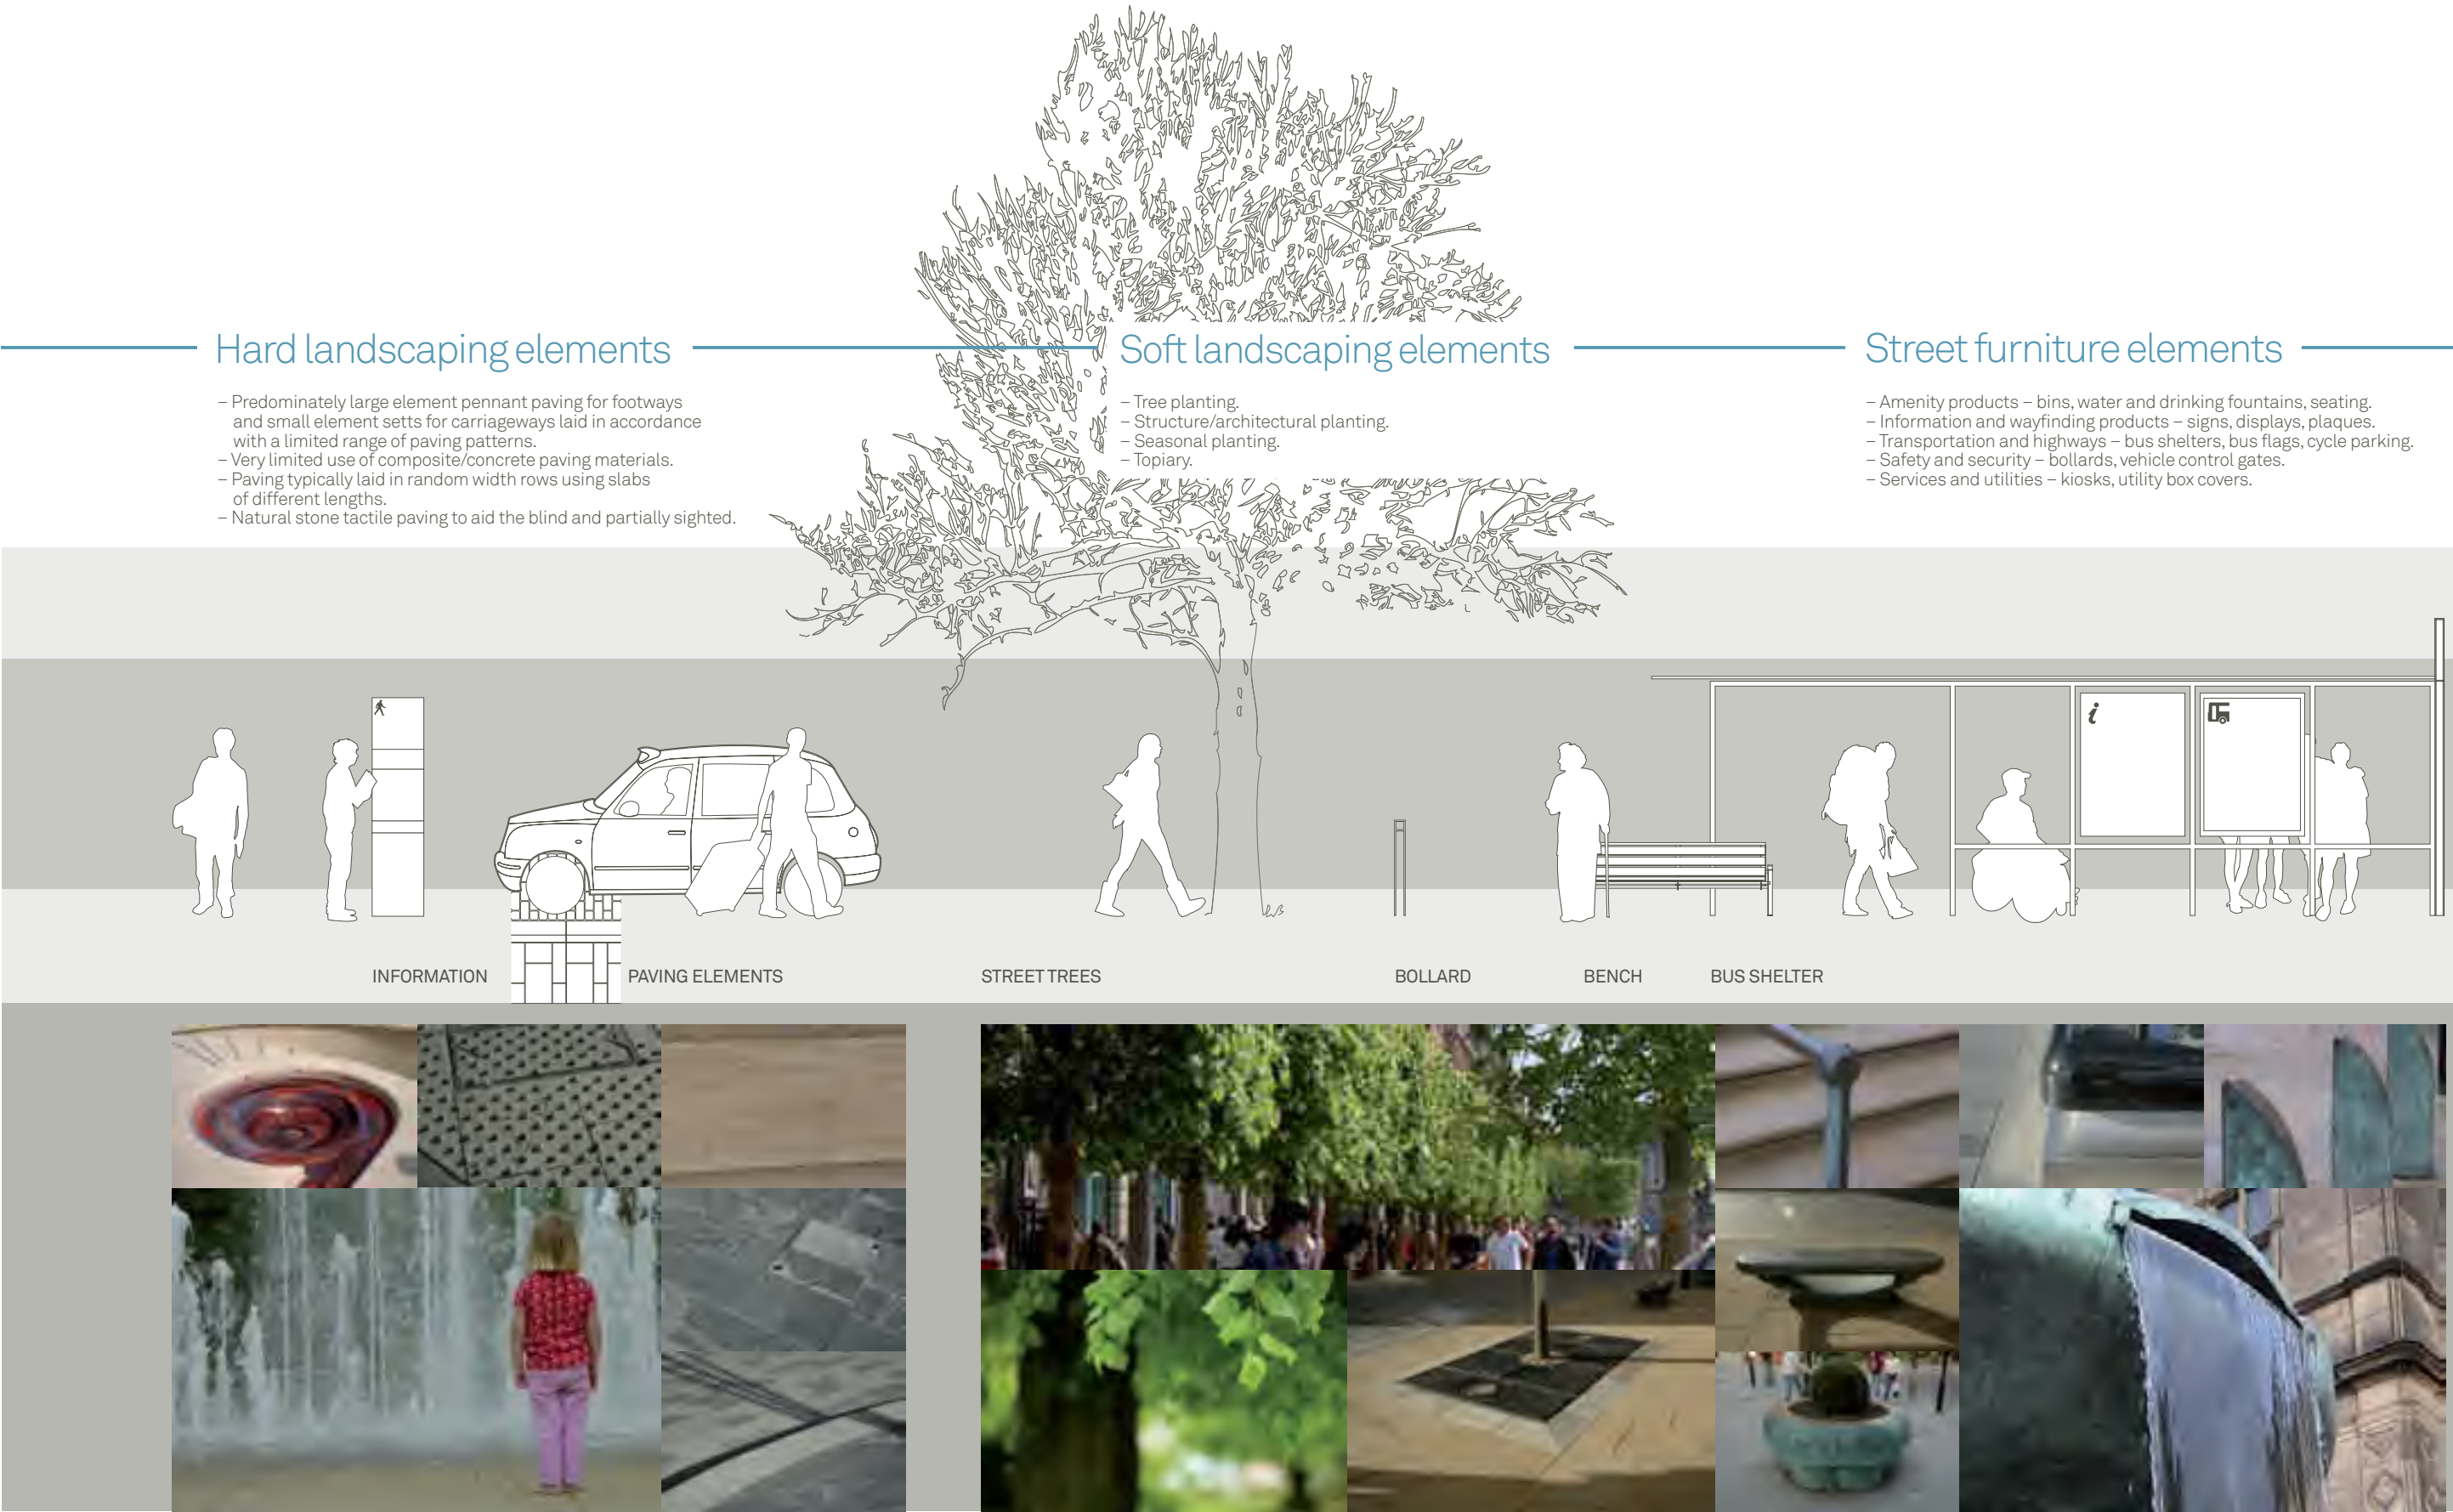 Hard landscaping elements
– Predominately large element pennant paving for footways
and small element setts for carriageways laid in accordance
with a limited range of paving patterns.
– Very limited use of composite/concrete paving materials.
– Paving typically laid in random width rows using slabs
of different lengths.
– Natural stone tactile paving to aid the blind and partially sighted.
Soft landscaping elements
– Tree planting.
– Structure/architectural planting.
– Seasonal planting.
– Topiary.
Street furniture elements
– Amenity products – bins, water and drinking fountains, seating.
– Information and wayfinding products – signs, displays, plaques.
– Transportation and highways – bus shelters, bus flags, cycle parking.
– Safety and security – bollards, vehicle control gates.
– Services and utilities – kiosks, utility box covers.
i
INFORMATION
PAVING ELEMENTS
STREET TREES
BOLLARD
BENCH
BUS SHELTER